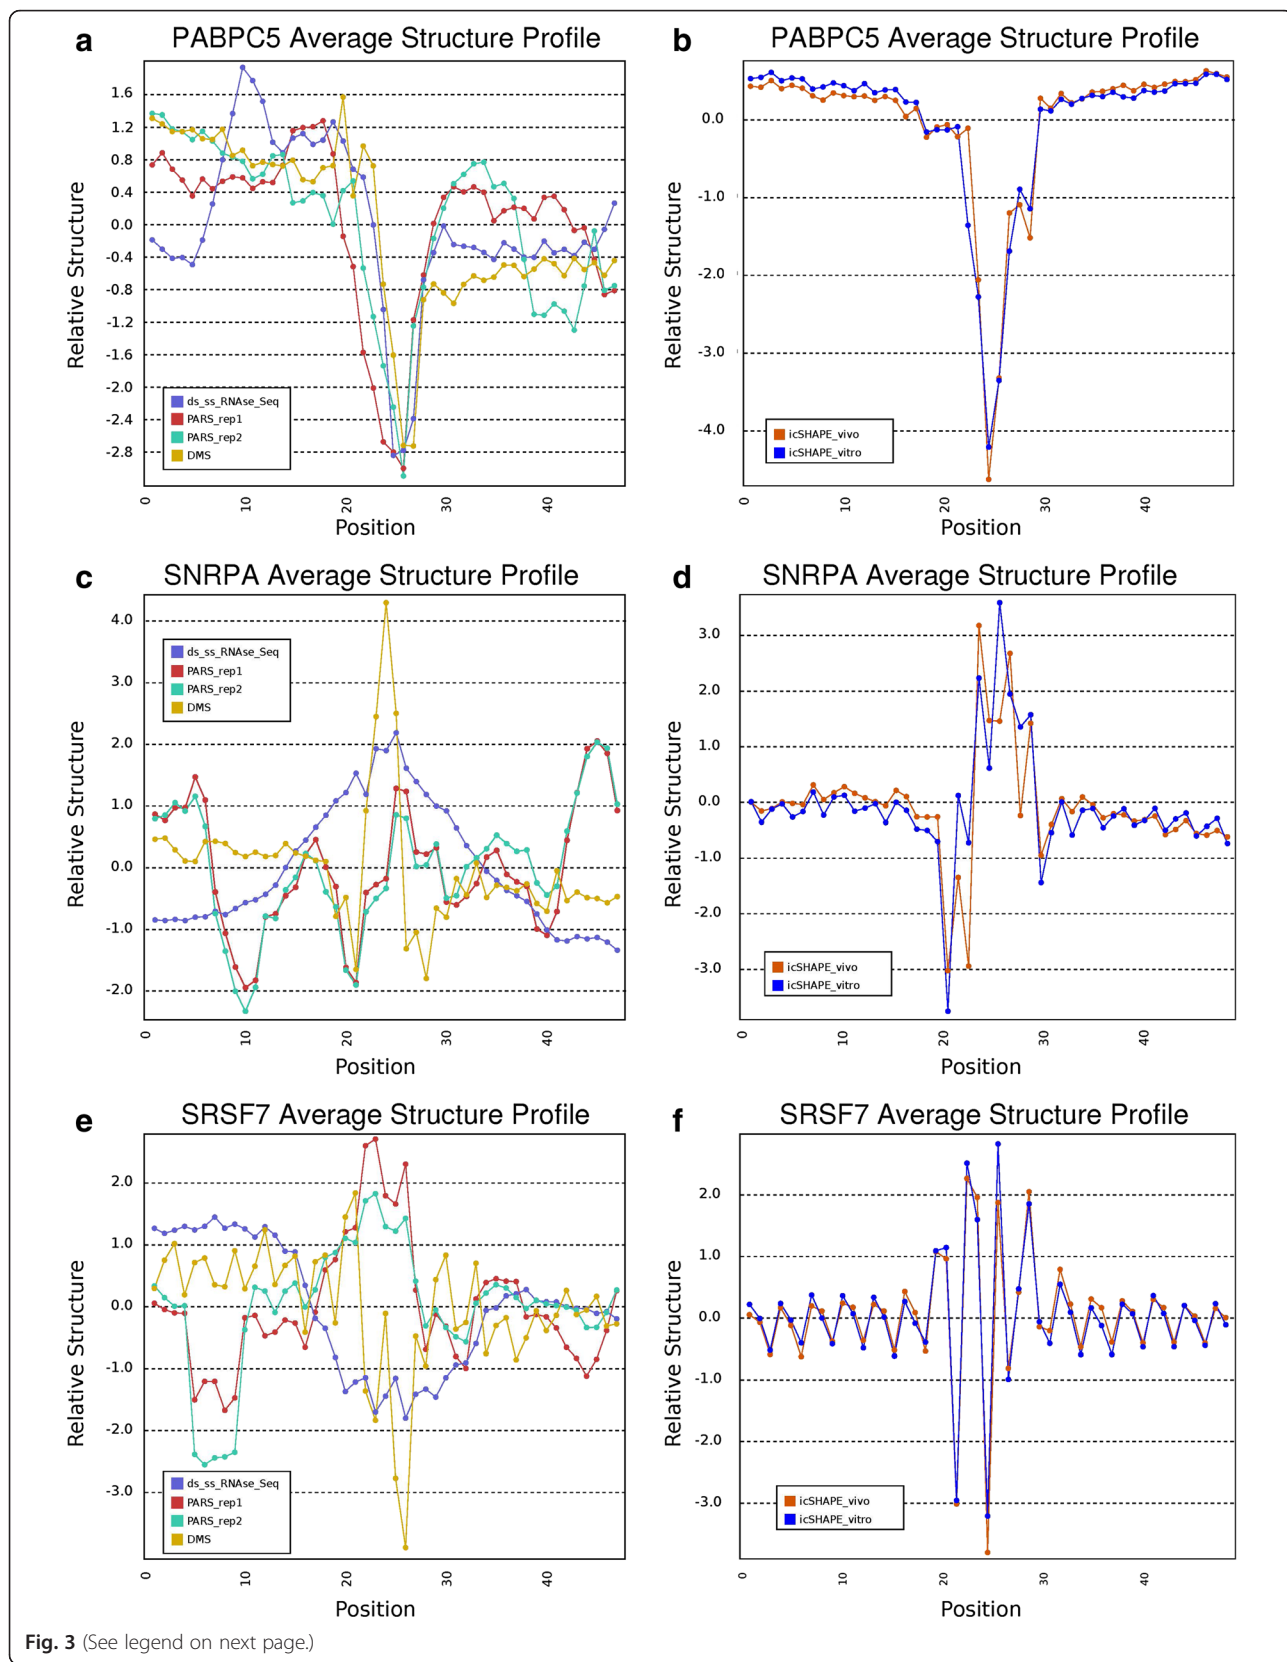 a
PABPC5 Average Structure Profile
Relative Structure
1.6
1.2
0.8
0.4
0.0
-0.4
-0.8
-1.2
-1.6
-2.0
-2.4
-2.8
ds_ss_RNAse_Seq
PARS_rep1
PARS_rep2
DMS
0 10 20 30 40
Position
b
PABPC5 Average Structure Profile
Relative Structure
0.0
-1.0
-2.0
-3.0
-4.0
icSHAPE_vivo
icSHAPE_vitro
0 10 20 30 40
Position
c
SNRPA Average Structure Profile
Relative Structure
4.0
3.0
2.0
1.0
0.0
-1.0
-2.0
ds_ss_RNAse_Seq
PARS_rep1
PARS_rep2
DMS
0 10 20 30 40
Position
d
SNRPA Average Structure Profile
Relative Structure
3.0
2.0
1.0
0.0
-1.0
-2.0
-3.0
icSHAPE_vivo
icSHAPE_vitro
0 10 20 30 40
Position
e
SRSF7 Average Structure Profile
Relative Structure
2.0
1.0
0.0
-1.0
-2.0
-3.0
ds_ss_RNAse_Seq
PARS_rep1
PARS_rep2
DMS
0 10 20 30 40
Position
f
SRSF7 Average Structure Profile
Relative Structure
2.0
1.0
0.0
-1.0
-2.0
-3.0
icSHAPE_vivo
icSHAPE_vitro
0 10 20 30 40
Position
Fig. 3 (See legend on next page.)